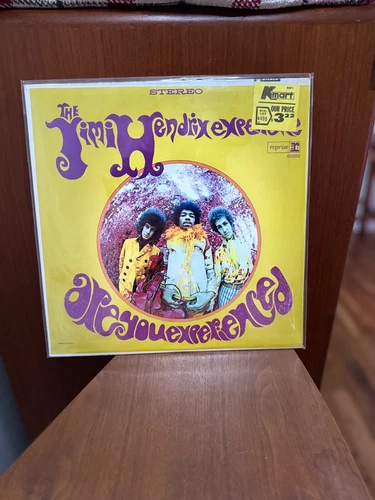 STEREO
THE
Jimi Hendrix experience
Kmart
OUR PRICE
3.22
reprise
are you experienced